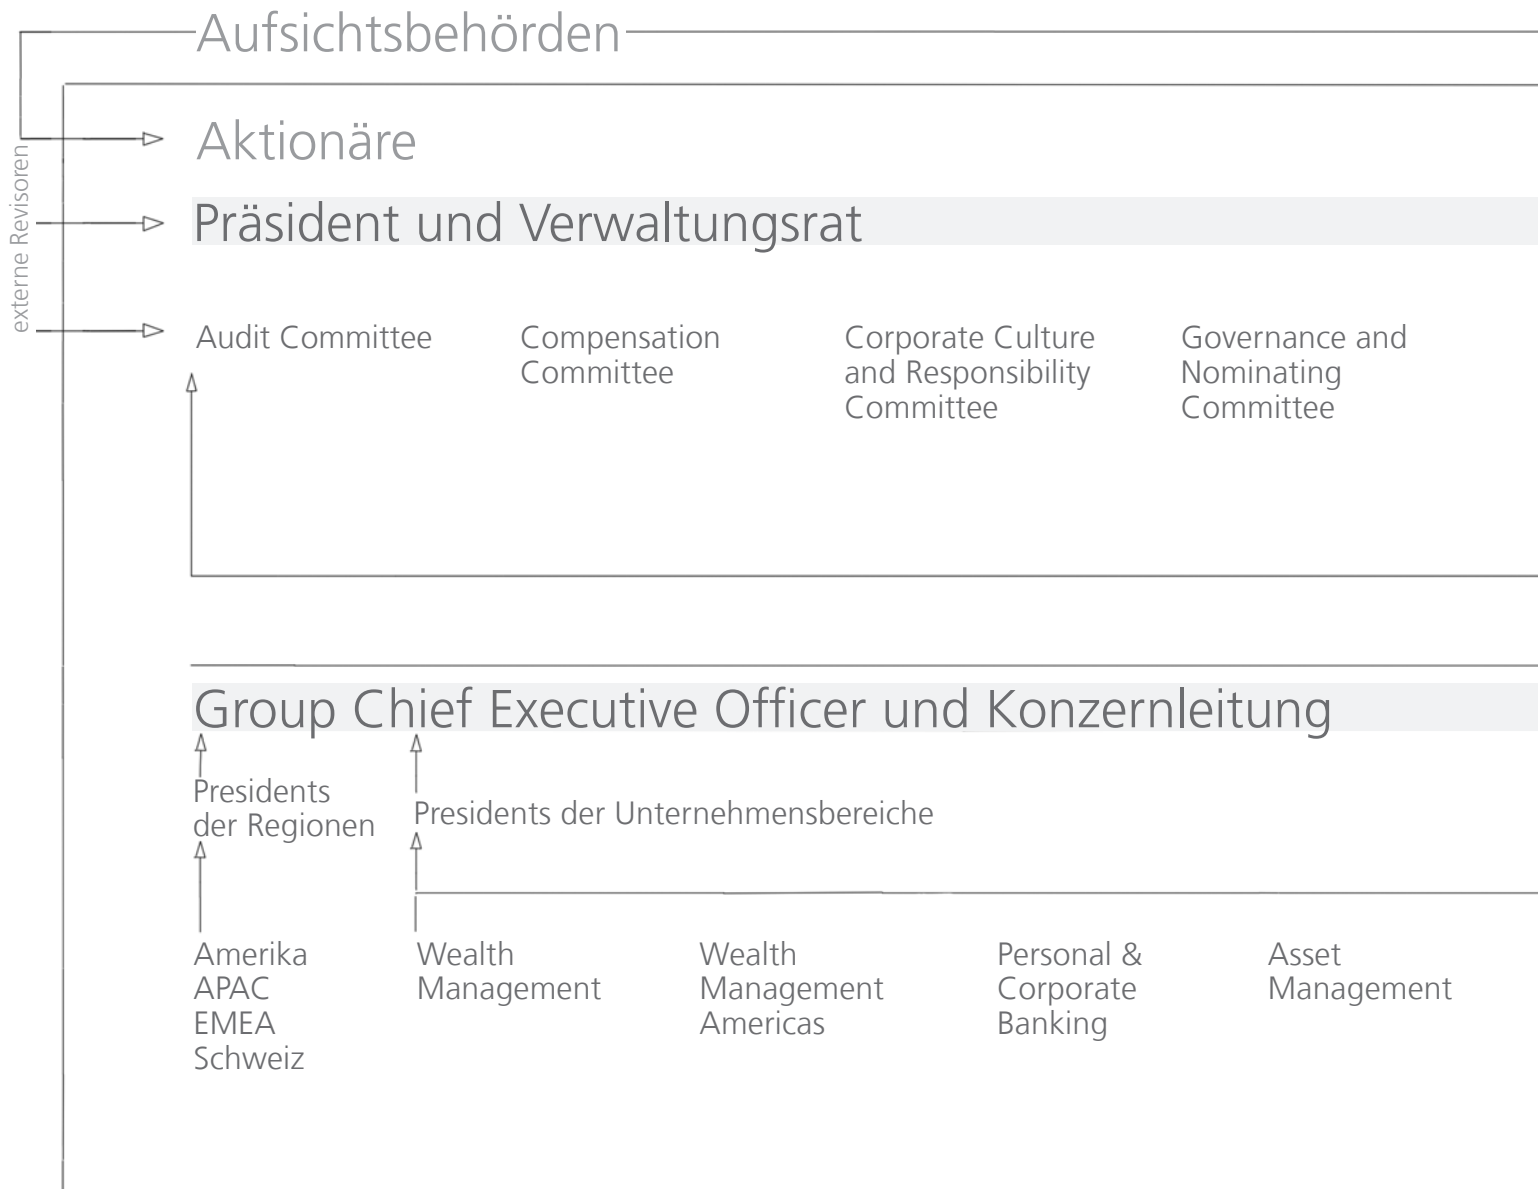 Aufsichtsbehörden
Aktionäre
externe Revisoren
Präsident und Verwaltungsrat
Audit Committee
Compensation
Committee
Corporate Culture
and Responsibility
Committee
Governance and
Nominating
Committee
Group Chief Executive Officer und Konzernleitung
Presidents
der Regionen
Presidents der Unternehmensbereiche
Amerika
APAC
EMEA
Schweiz
Wealth
Management
Wealth
Management
Americas
Personal &
Corporate
Banking
Asset
Management